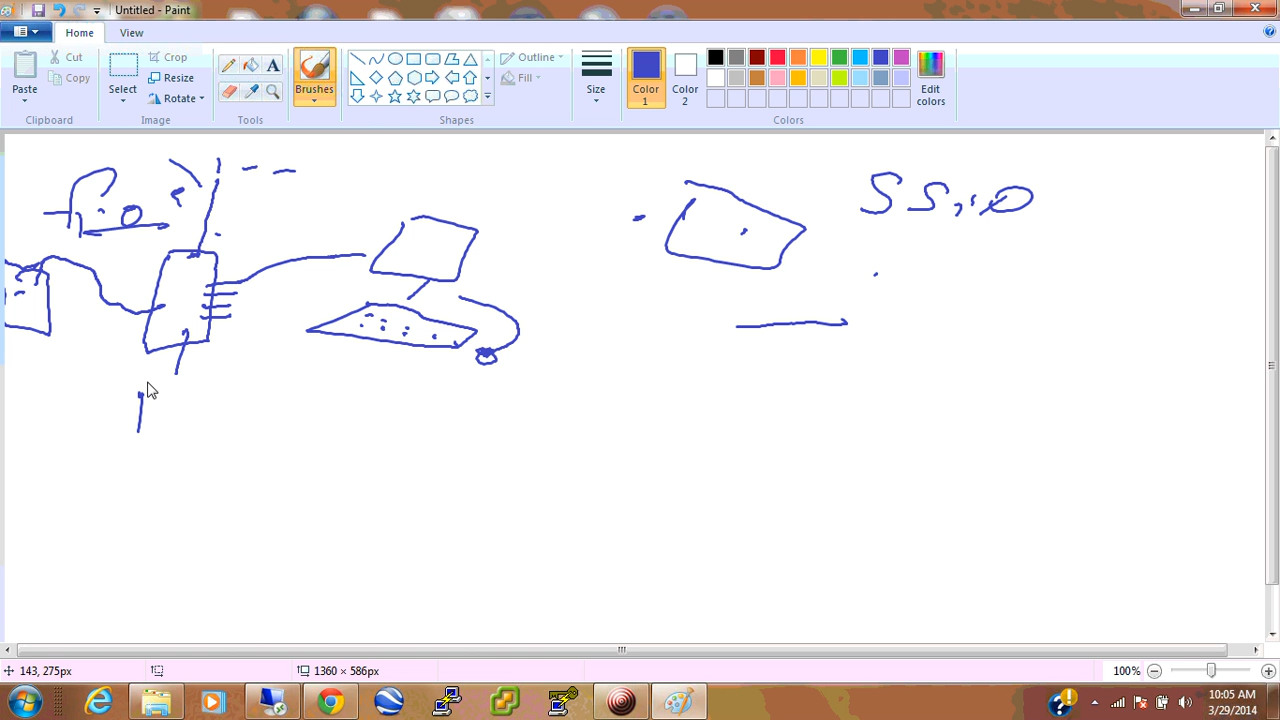 Untitled - Paint
Home
View
Paste
Cut
Copy
Clipboard
Select
Crop
Resize
Rotate
Image
A
Tools
Brushes
Outline
Fill
Shapes
Size
Color
1
Color
2
Edit
colors
Colors
SSiD
143, 275px
1360 × 586px
100%
10:05 AM
3/29/2014